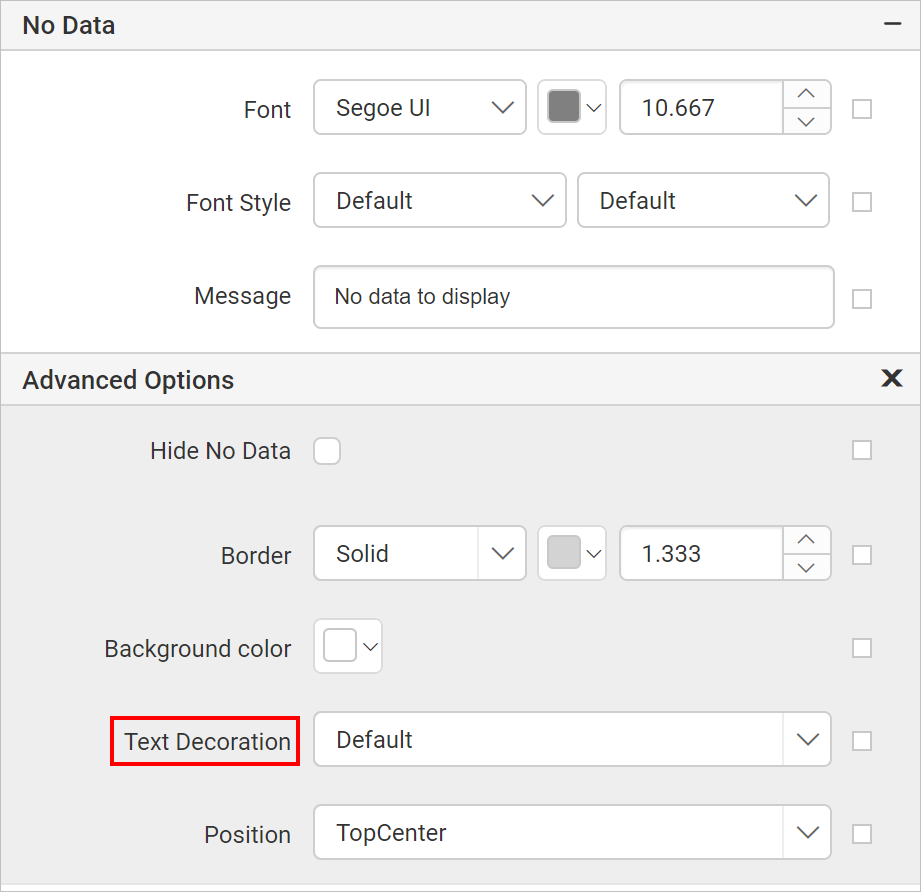 No Data
Font Segoe UI 10.667
Font Style Default Default
Message No data to display
Advanced Options
Hide No Data
Border Solid 1.333
Background color
Text Decoration Default
Position TopCenter